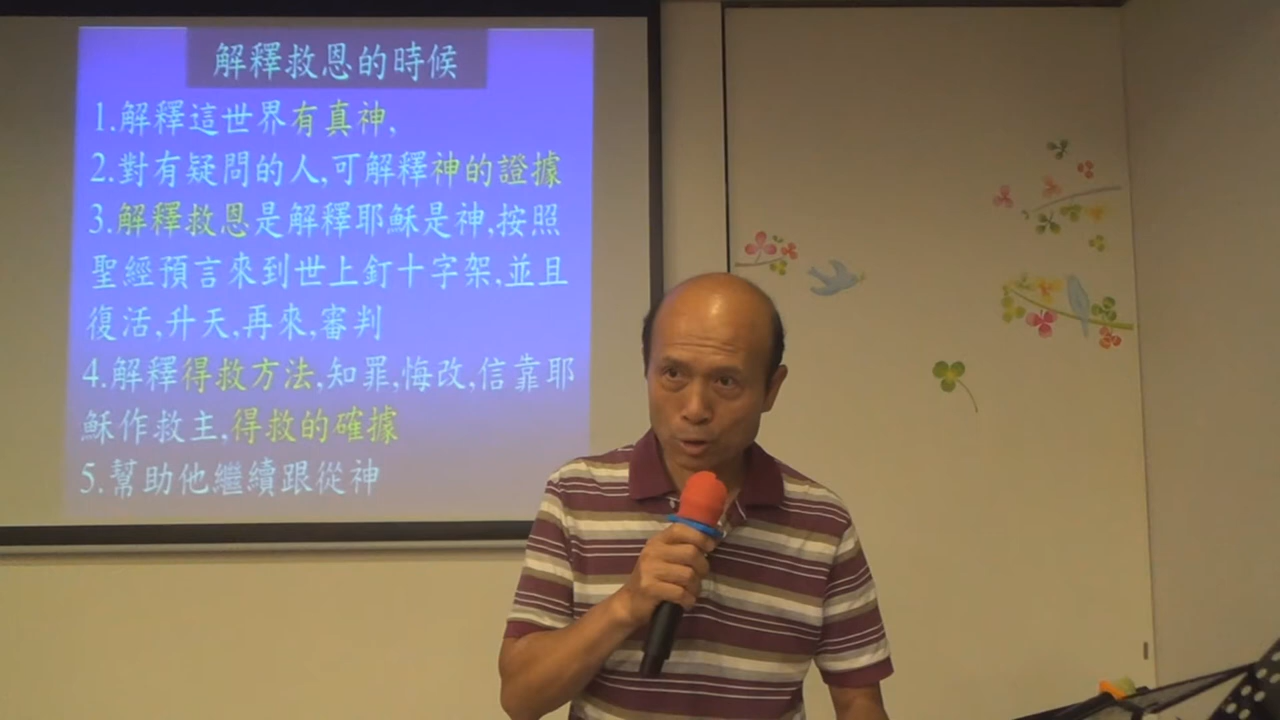 解釋救恩的時候
1.解釋這世界有真神,
2.對有疑問的人,可解釋神的證據
3.解釋救恩是解釋耶穌是神,按照
聖經預言來到世上釘十字架,並且
復活,升天,再來,審判
4.解釋得救方法,知罪,悔改,信靠耶
穌作救主,得救的確據
5.幫助他繼續跟從神